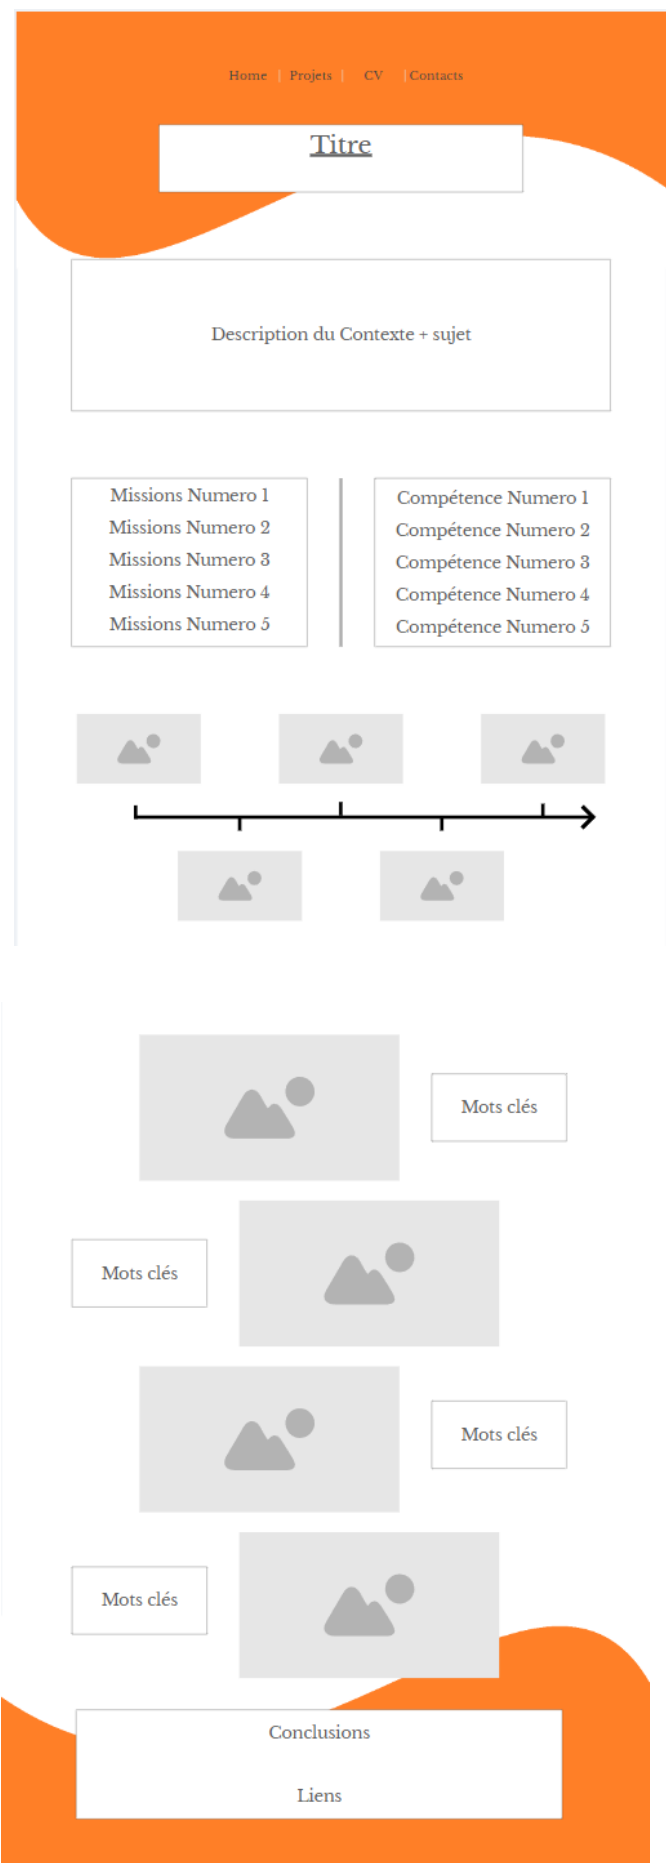 Home | Projets | CV | Contacts
Titre
Description du Contexte + sujet
Missions Numero 1
Missions Numero 2
Missions Numero 3
Missions Numero 4
Missions Numero 5
Compétence Numero 1
Compétence Numero 2
Compétence Numero 3
Compétence Numero 4
Compétence Numero 5
Mots clés
Mots clés
Mots clés
Mots clés
Conclusions
Liens